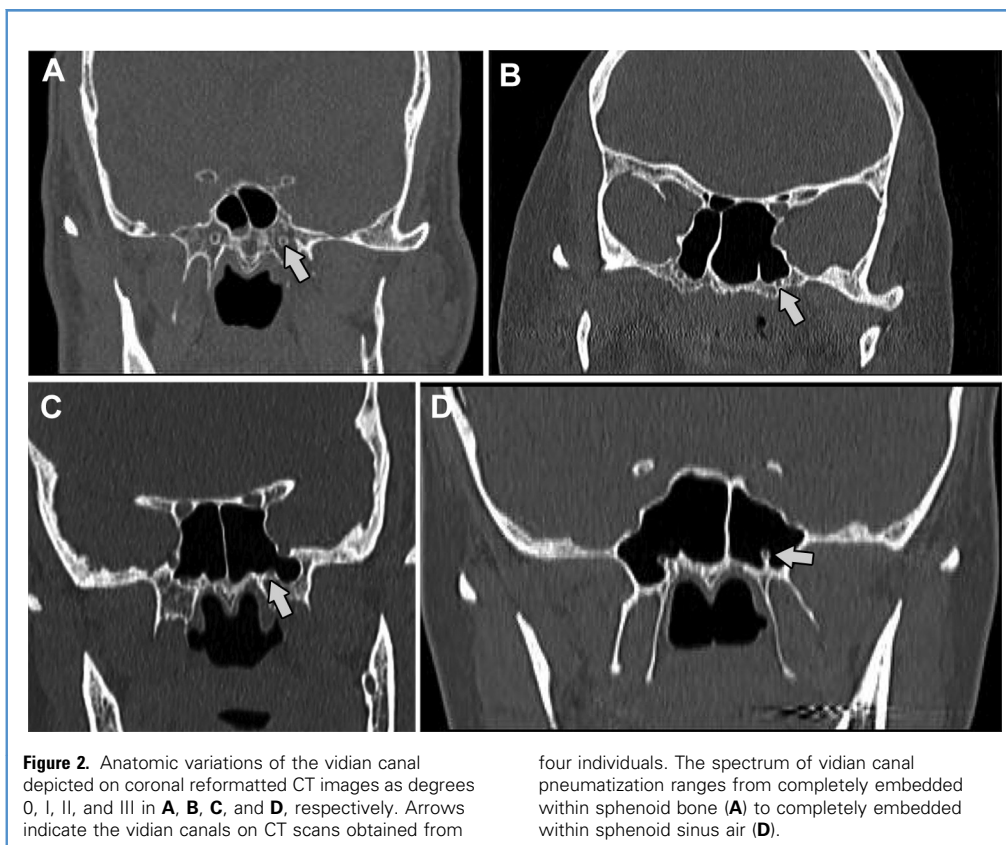 A
B
C
D
Figure 2. Anatomic variations of the vidian canal
depicted on coronal reformatted CT images as degrees
0, I, II, and III in A, B, C, and D, respectively. Arrows
indicate the vidian canals on CT scans obtained from
four individuals. The spectrum of vidian canal
pneumatization ranges from completely embedded
within sphenoid bone (A) to completely embedded
within sphenoid sinus air (D).